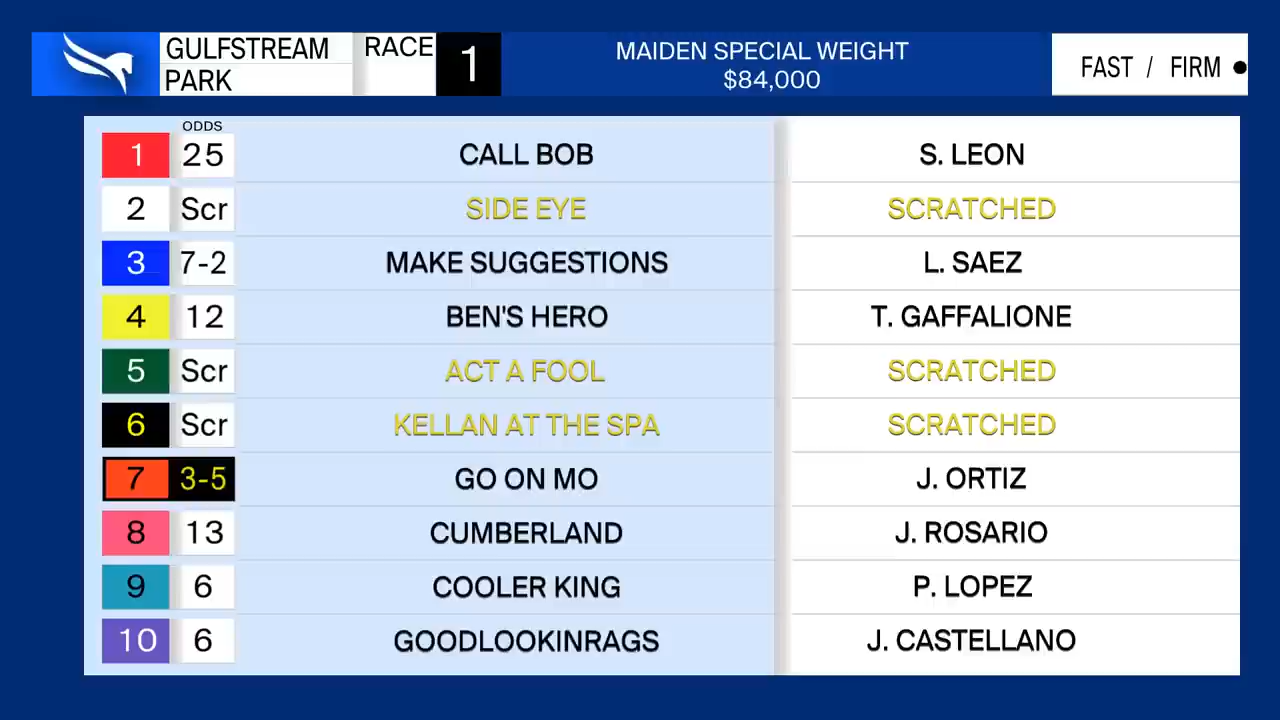 GULFSTREAM PARK
RACE 1
MAIDEN SPECIAL WEIGHT
$84,000
FAST / FIRM
ODDS
1 25 CALL BOB S. LEON
2 Scr SIDE EYE SCRATCHED
3 7-2 MAKE SUGGESTIONS L. SAEZ
4 12 BEN'S HERO T. GAFFALIONE
5 Scr ACT A FOOL SCRATCHED
6 Scr KELLAN AT THE SPA SCRATCHED
7 3-5 GO ON MO J. ORTIZ
8 13 CUMBERLAND J. ROSARIO
9 6 COOLER KING P. LOPEZ
10 6 GOODLOOKINRAGS J. CASTELLANO